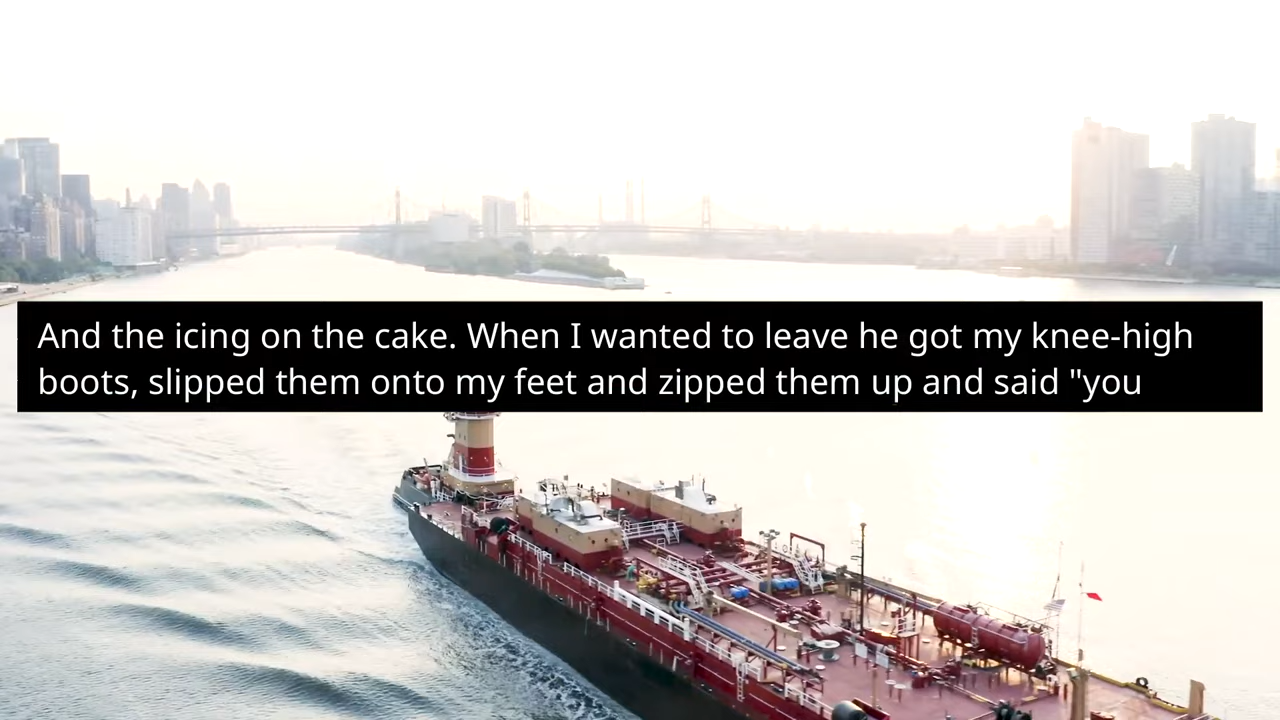 And the icing on the cake. When I wanted to leave he got my knee-high
boots, slipped them onto my feet and zipped them up and said "you